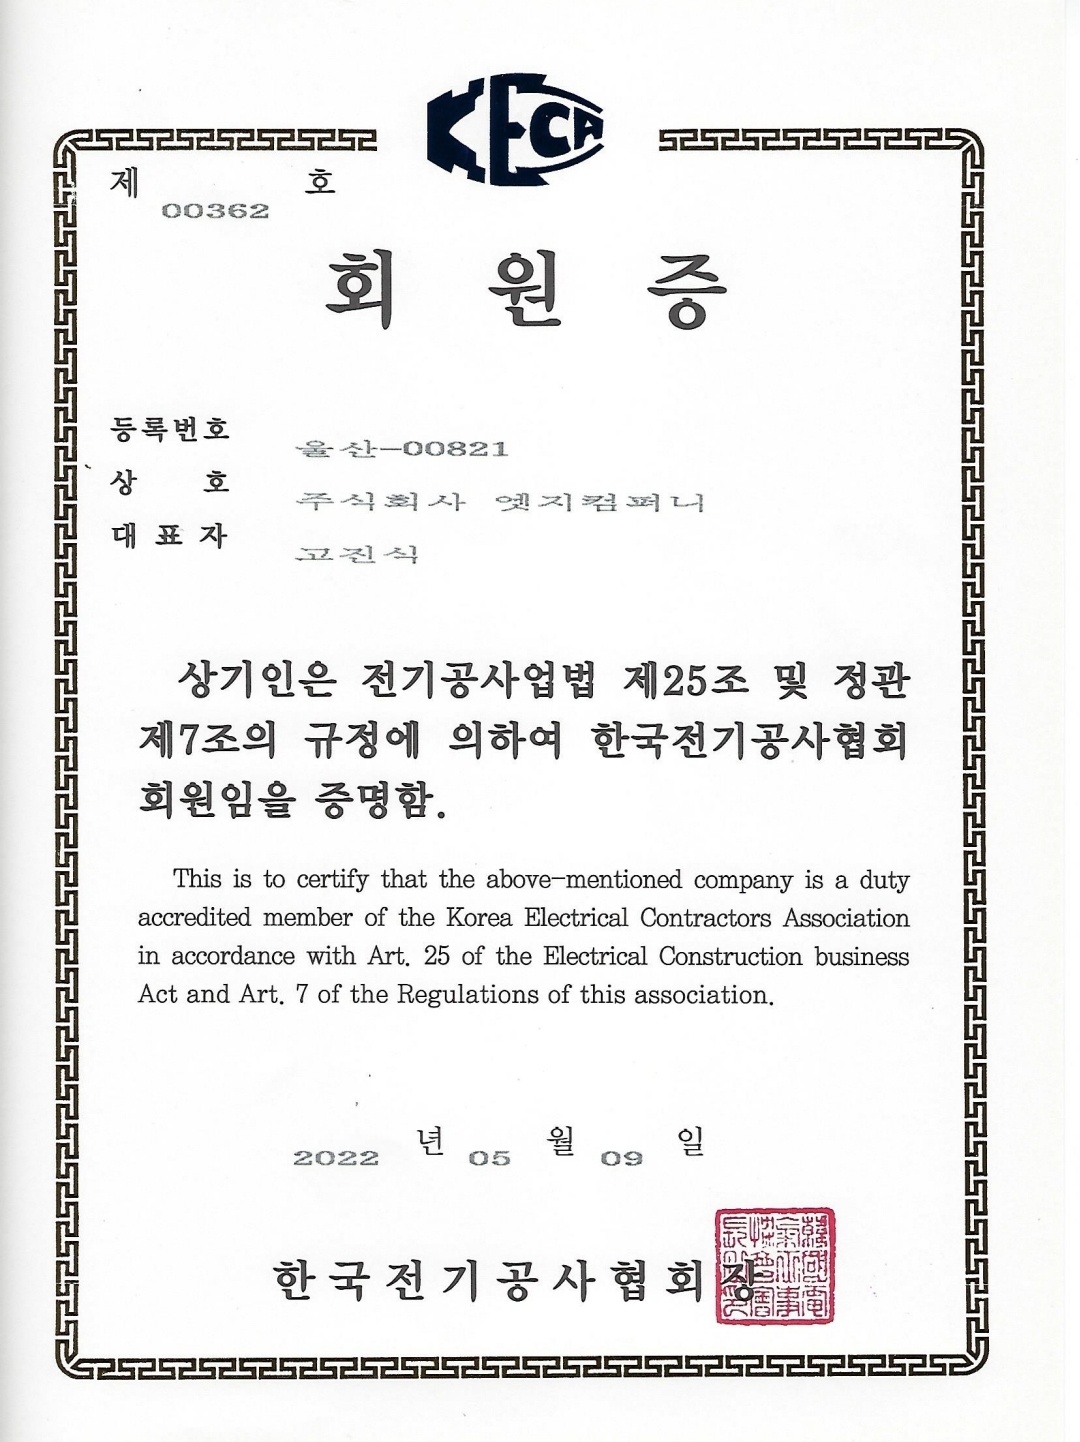 KECA
제 00362 호
회 원 증
등록번호 울산-00821
상 호 주식회사 엣지컴퍼니
대 표 자 고진식
상기인은 전기공사업법 제25조 및 정관
제7조의 규정에 의하여 한국전기공사협회
회원임을 증명함.
This is to certify that the above-mentioned company is a duty
accredited member of the Korea Electrical Contractors Association
in accordance with Art. 25 of the Electrical Construction business
Act and Art. 7 of the Regulations of this association.
2022 년 05 월 09 일
한국전기공사협회장